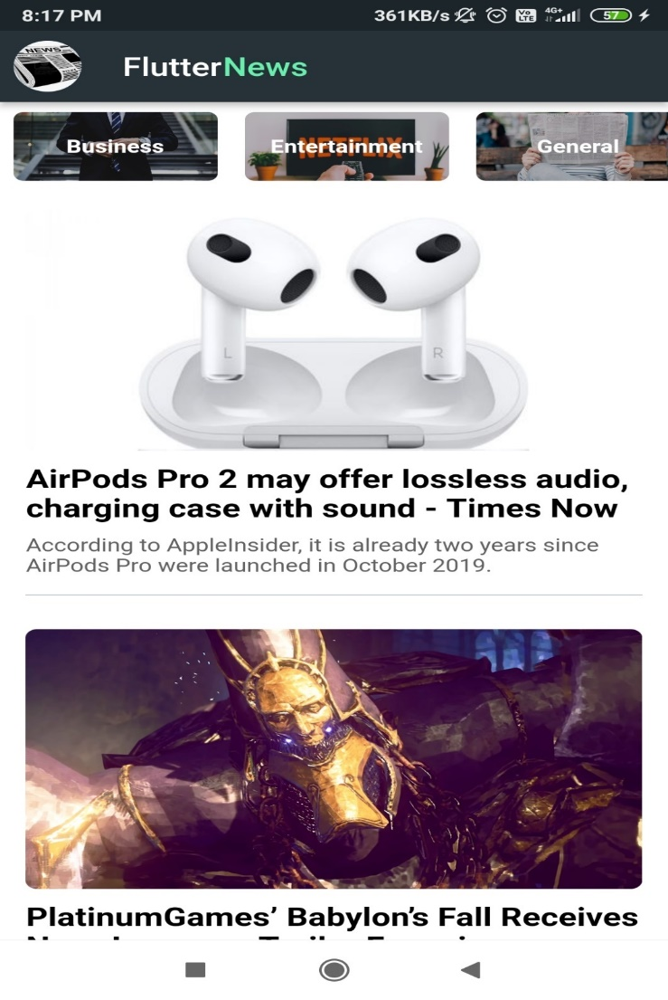 8:17 PM 361KB/s Vo LTE 4G+ 57
NEWS
FlutterNews
Business
NETFLIX
Entertainment
General
L R
AirPods Pro 2 may offer lossless audio,
charging case with sound - Times Now
According to AppleInsider, it is already two years since
AirPods Pro were launched in October 2019.
PlatinumGames’ Babylon’s Fall Receives